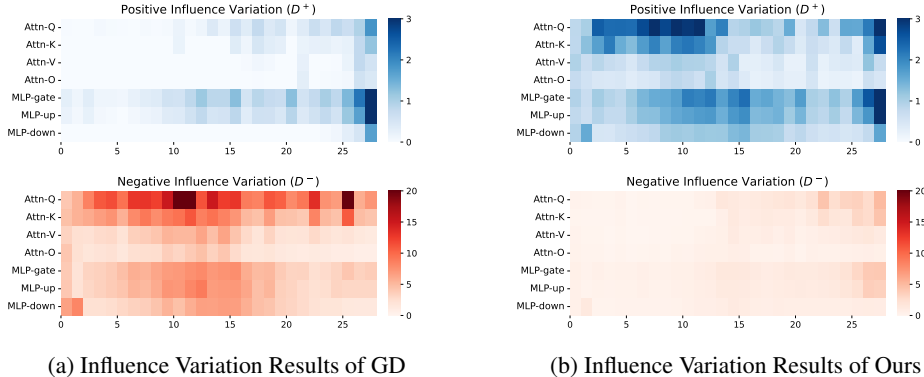 Positive Influence Variation (D⁺)
Attn-Q
Attn-K
Attn-V
Attn-O
MLP-gate
MLP-up
MLP-down
0 5 10 15 20 25
3
2
1
0
Negative Influence Variation (D⁻)
Attn-Q
Attn-K
Attn-V
Attn-O
MLP-gate
MLP-up
MLP-down
0 5 10 15 20 25
20
15
10
5
0
(a) Influence Variation Results of GD
Positive Influence Variation (D⁺)
Attn-Q
Attn-K
Attn-V
Attn-O
MLP-gate
MLP-up
MLP-down
0 5 10 15 20 25
3
2
1
0
Negative Influence Variation (D⁻)
Attn-Q
Attn-K
Attn-V
Attn-O
MLP-gate
MLP-up
MLP-down
0 5 10 15 20 25
20
15
10
5
0
(b) Influence Variation Results of Ours